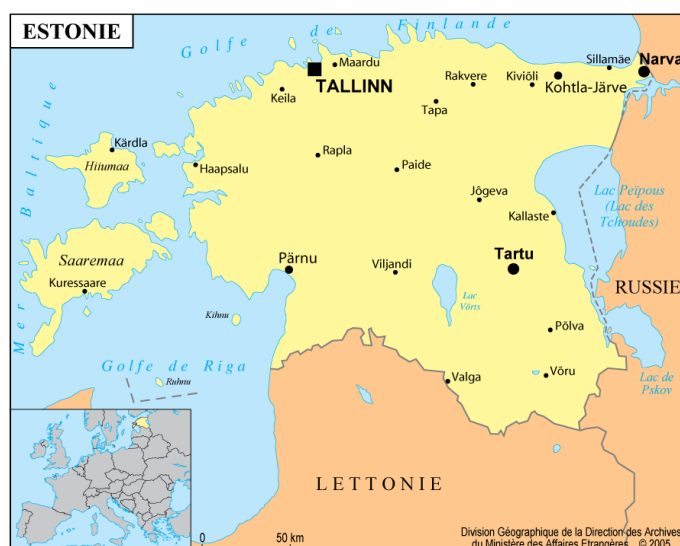 ESTONIE
Golfe de Finlande
Mer Baltique
Maardu
TALLINN
Keila
Rakvere
Kiviõli
Sillamäe
Narva
Kohtla-Järve
Tapa
Kärdla
Hiiumaa
Haapsalu
Rapla
Paide
Jõgeva
Kallaste
Lac Peïpous
(Lac des
Tchoudes)
Saaremaa
Kuressaare
Pärnu
Viljandi
Tartu
RUSSIE
Lac
Võrts
Kihnu
Põlva
Golfe de Riga
Ruhnu
Valga
Võru
Lac de
Pskov
LETTONIE
0 50 km
Division Géographique de la Direction des Archives
du Ministère des Affaires Etrangères © 2005